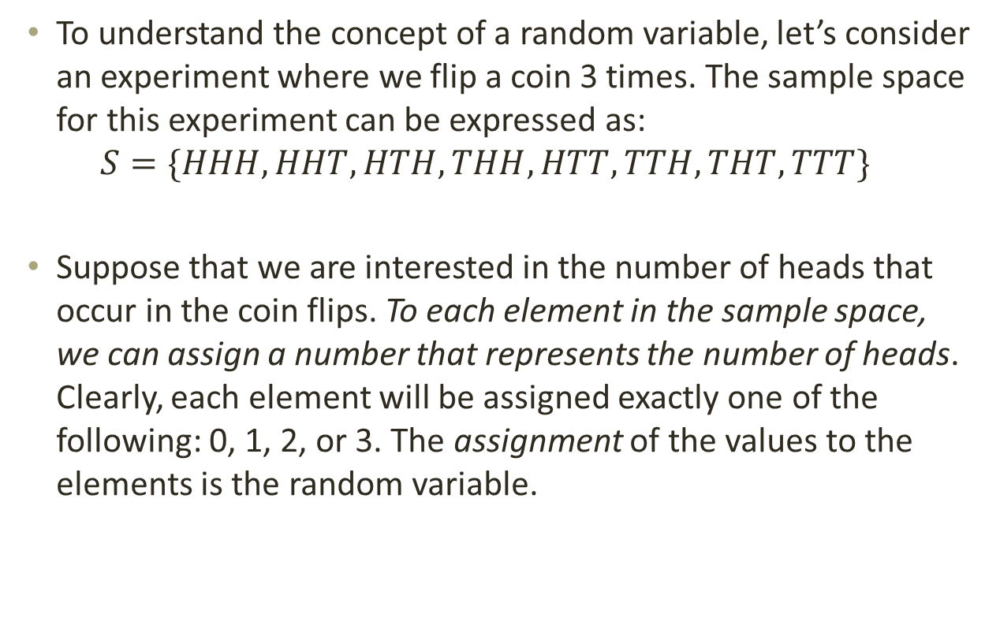 • To understand the concept of a random variable, let’s consider
an experiment where we flip a coin 3 times. The sample space
for this experiment can be expressed as:
S = {HHH, HHT, HTH, THH, HTT, TTH, THT, TTT}
• Suppose that we are interested in the number of heads that
occur in the coin flips. To each element in the sample space,
we can assign a number that represents the number of heads.
Clearly, each element will be assigned exactly one of the
following: 0, 1, 2, or 3. The assignment of the values to the
elements is the random variable.